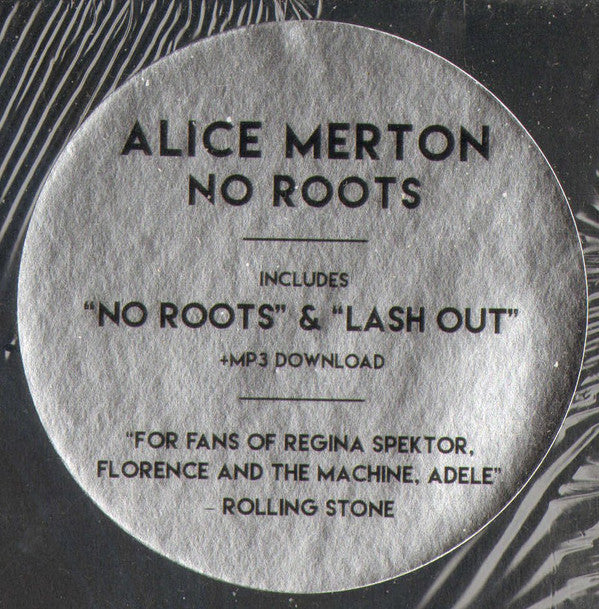 ALICE MERTON
NO ROOTS
INCLUDES
“NO ROOTS” & “LASH OUT”
+MP3 DOWNLOAD
“FOR FANS OF REGINA SPEKTOR,
FLORENCE AND THE MACHINE, ADELE”
– ROLLING STONE